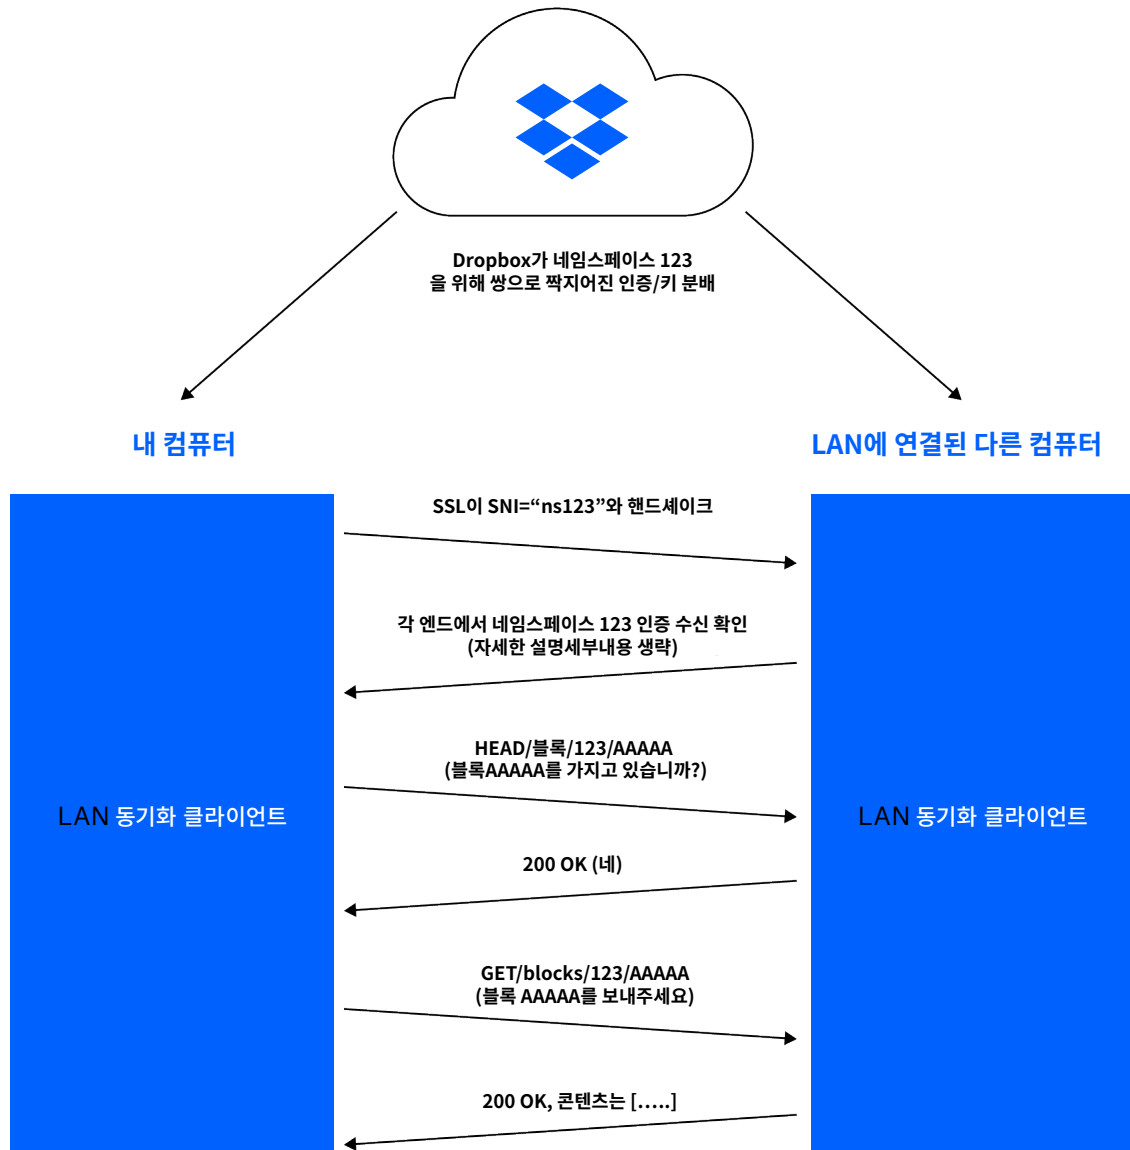 Dropbox가 네임스페이스 123
을 위해 쌍으로 짝지어진 인증/키 분배
내 컴퓨터
LAN에 연결된 다른 컴퓨터
SSL이 SNI=“ns123”와 핸드셰이크
각 엔드에서 네임스페이스 123 인증 수신 확인
(자세한 설명세부내용 생략)
HEAD/블록/123/AAAAA
(블록AAAAA를 가지고 있습니까?)
LAN 동기화 클라이언트
LAN 동기화 클라이언트
200 OK (네)
GET/blocks/123/AAAAA
(블록 AAAAA를 보내주세요)
200 OK, 콘텐츠는 [.....]